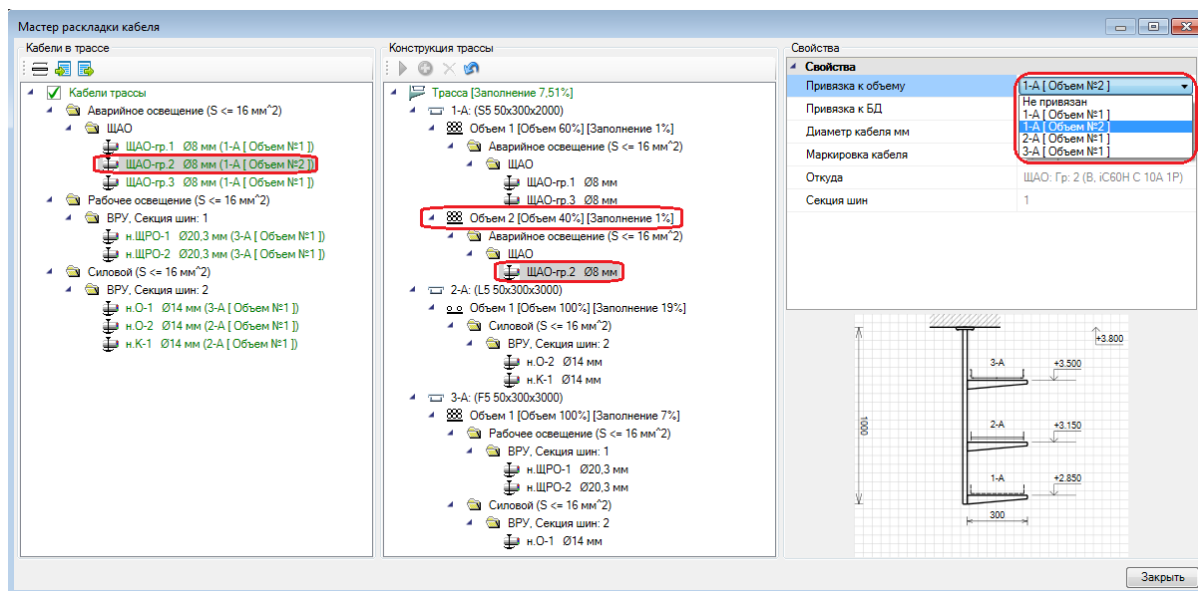 Мастер раскладки кабеля
Кабели в трассе
Кабели трассы
Аварийное освещение (S <= 16 мм^2)
ЩАО
ЩАО-гр.1 Ø8 мм (1-А [ Объем №1 ])
ЩАО-гр.2 Ø8 мм (1-А [ Объем №2 ])
ЩАО-гр.3 Ø8 мм (1-А [ Объем №1 ])
Рабочее освещение (S <= 16 мм^2)
ВРУ, Секция шин: 1
н.ЩРО-1 Ø20,3 мм (3-А [ Объем №1 ])
н.ЩРО-2 Ø20,3 мм (3-А [ Объем №1 ])
Силовой (S <= 16 мм^2)
ВРУ, Секция шин: 2
н.О-1 Ø14 мм (3-А [ Объем №1 ])
н.О-2 Ø14 мм (2-А [ Объем №1 ])
н.К-1 Ø14 мм (2-А [ Объем №1 ])
Конструкция трассы
Трасса [Заполнение 7,51%]
1-А: (S5 50x300x2000)
Объем 1 [Объем 60%] [Заполнение 1%]
Аварийное освещение (S <= 16 мм^2)
ЩАО
ЩАО-гр.1 Ø8 мм
ЩАО-гр.3 Ø8 мм
Объем 2 [Объем 40%] [Заполнение 1%]
Аварийное освещение (S <= 16 мм^2)
ЩАО
ЩАО-гр.2 Ø8 мм
2-А: (L5 50x300x3000)
Объем 1 [Объем 100%] [Заполнение 19%]
Силовой (S <= 16 мм^2)
ВРУ, Секция шин: 2
н.О-2 Ø14 мм
н.К-1 Ø14 мм
3-А: (F5 50x300x3000)
Объем 1 [Объем 100%] [Заполнение 7%]
Рабочее освещение (S <= 16 мм^2)
ВРУ, Секция шин: 1
н.ЩРО-1 Ø20,3 мм
н.ЩРО-2 Ø20,3 мм
Силовой (S <= 16 мм^2)
ВРУ, Секция шин: 2
н.О-1 Ø14 мм
Свойства
Свойства
Привязка к объему 1-А [ Объем №2 ]
Не привязан
1-А [ Объем №1 ]
1-А [ Объем №2 ]
2-А [ Объем №1 ]
3-А [ Объем №1 ]
Привязка к БД
Диаметр кабеля мм
Маркировка кабеля
Откуда ЩАО: Гр: 2 (В, iC60H C 10A 1P)
Секция шин 1
+3.800
3-А +3.500
1000
2-А +3.150
1-А +2.850
300
Закрыть